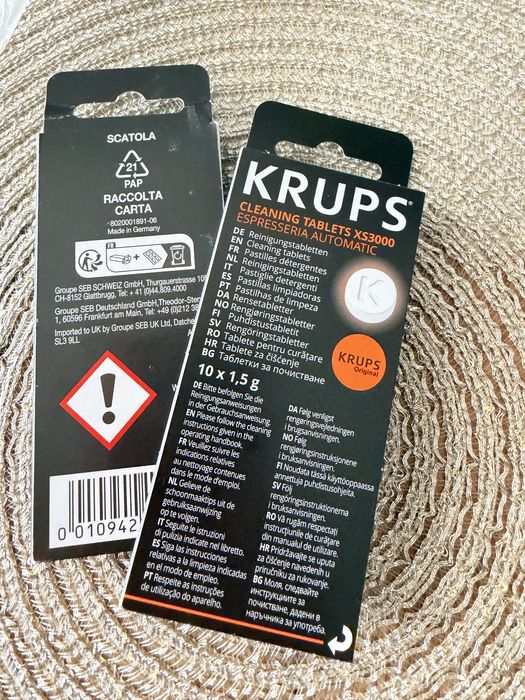 SCATOLA
21
PAP
RACCOLTA
CARTA
8020001891-06
Made in Germany
FR
Groupe SEB SCHWEIZ GmbH, Thurgauerstrasse 105
CH-8152 Glattbrugg, Tel. + 41 (0)44.809.4000
Groupe SEB Deutschland GmbH, Theodor-Stern-
1, 60596 Frankfurt am Main, Tel: +49 (0)212 38
Imported to UK by Groupe SEB UK Ltd, Datchet
SL3 9LL
W
0 010942
KRUPS®
CLEANING TABLETS XS3000
ESPRESSERIA AUTOMATIC
DE Reinigungstabletten
EN Cleaning tablets
FR Pastilles détergentes
NL Reinigingstabletten
IT Pastiglie detergenti
ES Pastillas limpiadoras
PT Pastilhas de limpeza
DA Rensetabletter
NO Rengjøringstabletter
FI Puhdistustabletit
SV Rengöringstabletter
RO Tablete pentru curățare
HR Tablete za čišćenje
BG Таблетки за почистване
K
KRUPS
Original
10 x 1,5 g
DE Bitte befolgen Sie die
Reinigungsanweisungen
in der Gebrauchsanweisung.
EN Please follow the cleaning
instructions given in the
operating handbook.
FR Veuillez suivre les
indications relatives
au nettoyage contenues
dans le mode d'emploi.
NL Gelieve de
schoonmaaktips uit de
gebruiksaanwijzing
op te volgen.
IT Seguite le istruzioni
di pulizia indicate nel libretto.
ES Siga las instrucciones
relativas a la limpieza indicadas
en el modo de empleo.
PT Respeite as instruções
de utilização do aparelho.
DA Følg venligst
rengøringsvejledningen
i brugsanvisningen.
NO Følg
rengjøringsinstruksjonene
i bruksanvisningen.
FI Noudata tässä käyttöoppaassa
annettuja puhdistusohjeita.
SV Följ
rengöringsinstruktionerna
i bruksanvisningen.
RO Vă rugăm respectați
instrucțiunile de curățare
din manualul de utilizare.
HR Pridržavajte se uputa
za čišćenje navedenih u
priručniku za rukovanje.
BG Моля, следвайте
инструкциите за
почистване, дадени в
наръчника за употреба.